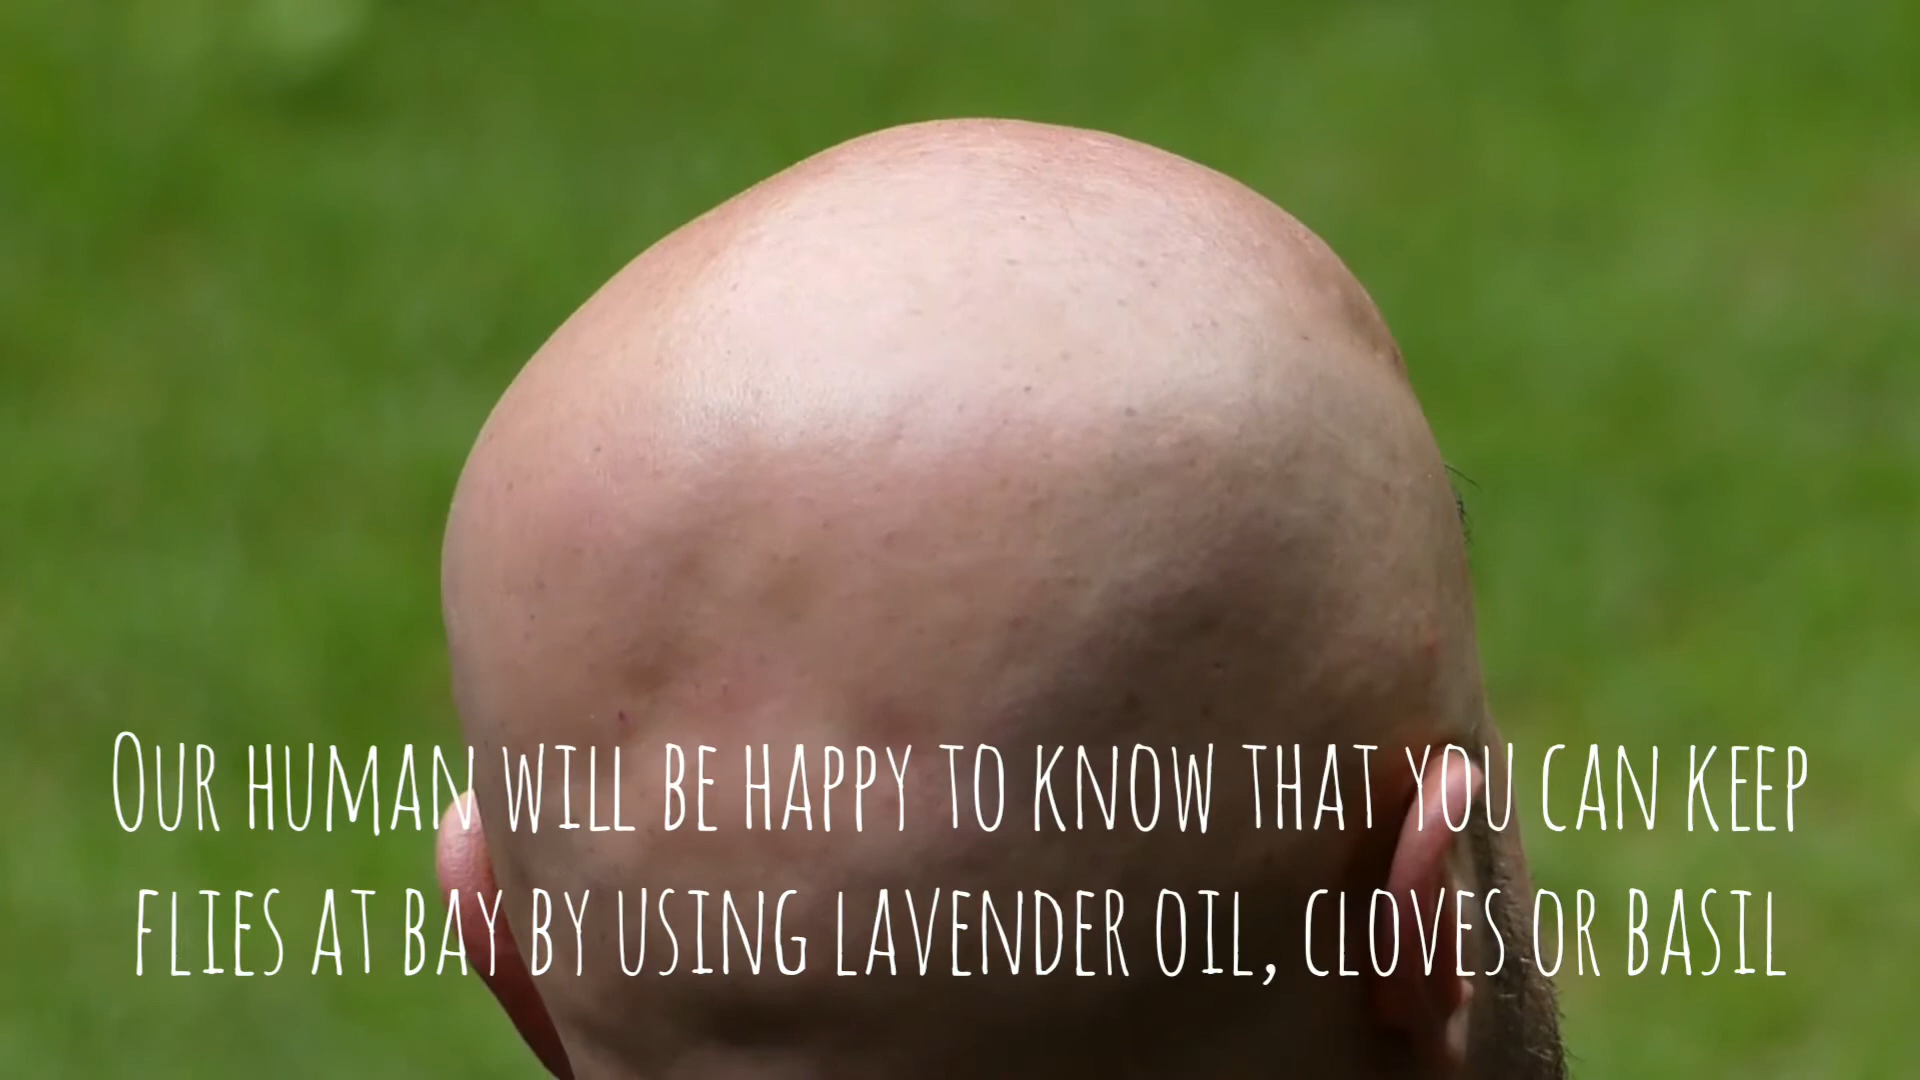 Our human will be happy to know that you can keep
flies at bay by using lavender oil, cloves or basil